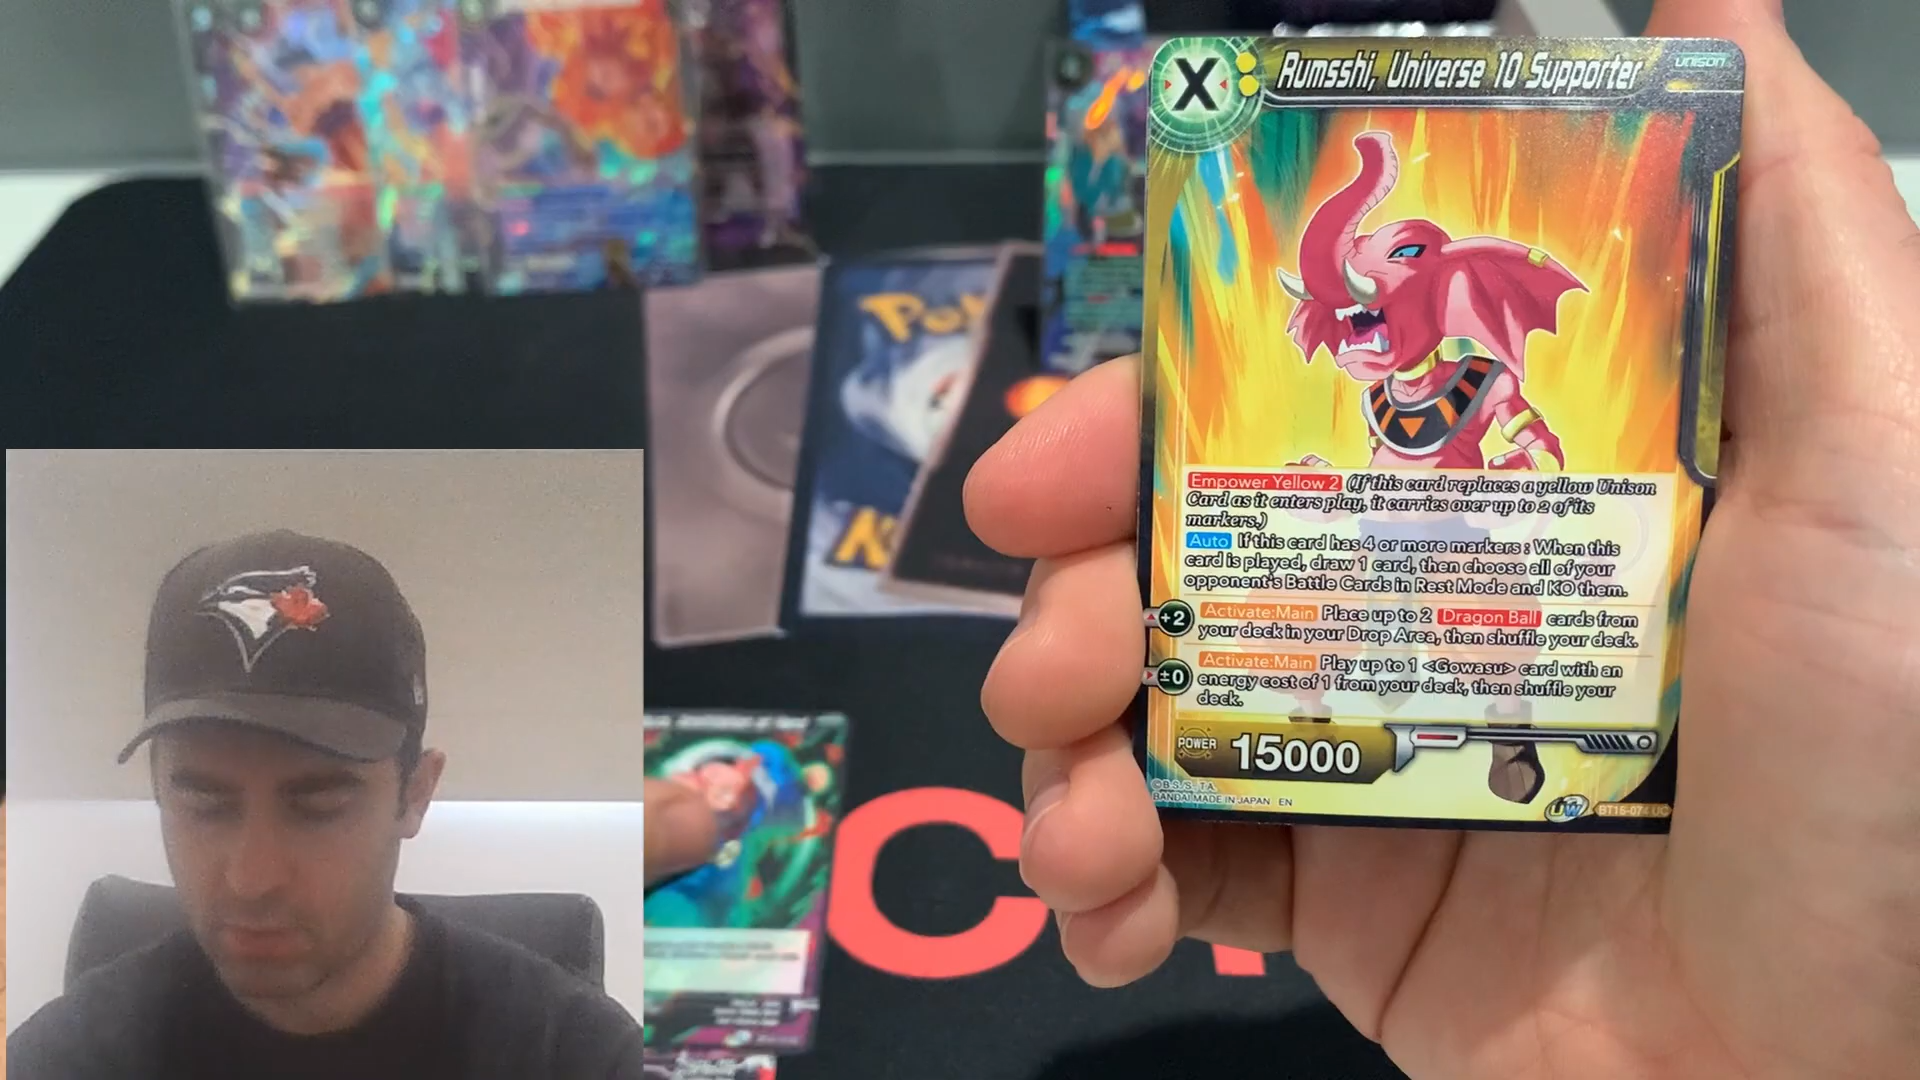 X
Rumsshi, Universe 10 Supporter
UNISON
Empower Yellow 2 (If this card replaces a yellow Unison
Card as it enters play, it carries over up to 2 of its
markers.)
Auto If this card has 4 or more markers : When this
card is played, draw 1 card, then choose all of your
opponent's Battle Cards in Rest Mode and KO them.
+2 Activate:Main Place up to 2 Dragon Ball cards from
your deck in your Drop Area, then shuffle your deck.
±0 Activate:Main Play up to 1 <Gowasu> card with an
energy cost of 1 from your deck, then shuffle your
deck.
POWER 15000
©B.S./S., T.A.
BANDAI MADE IN JAPAN EN
UW
BT16-074 UC
C